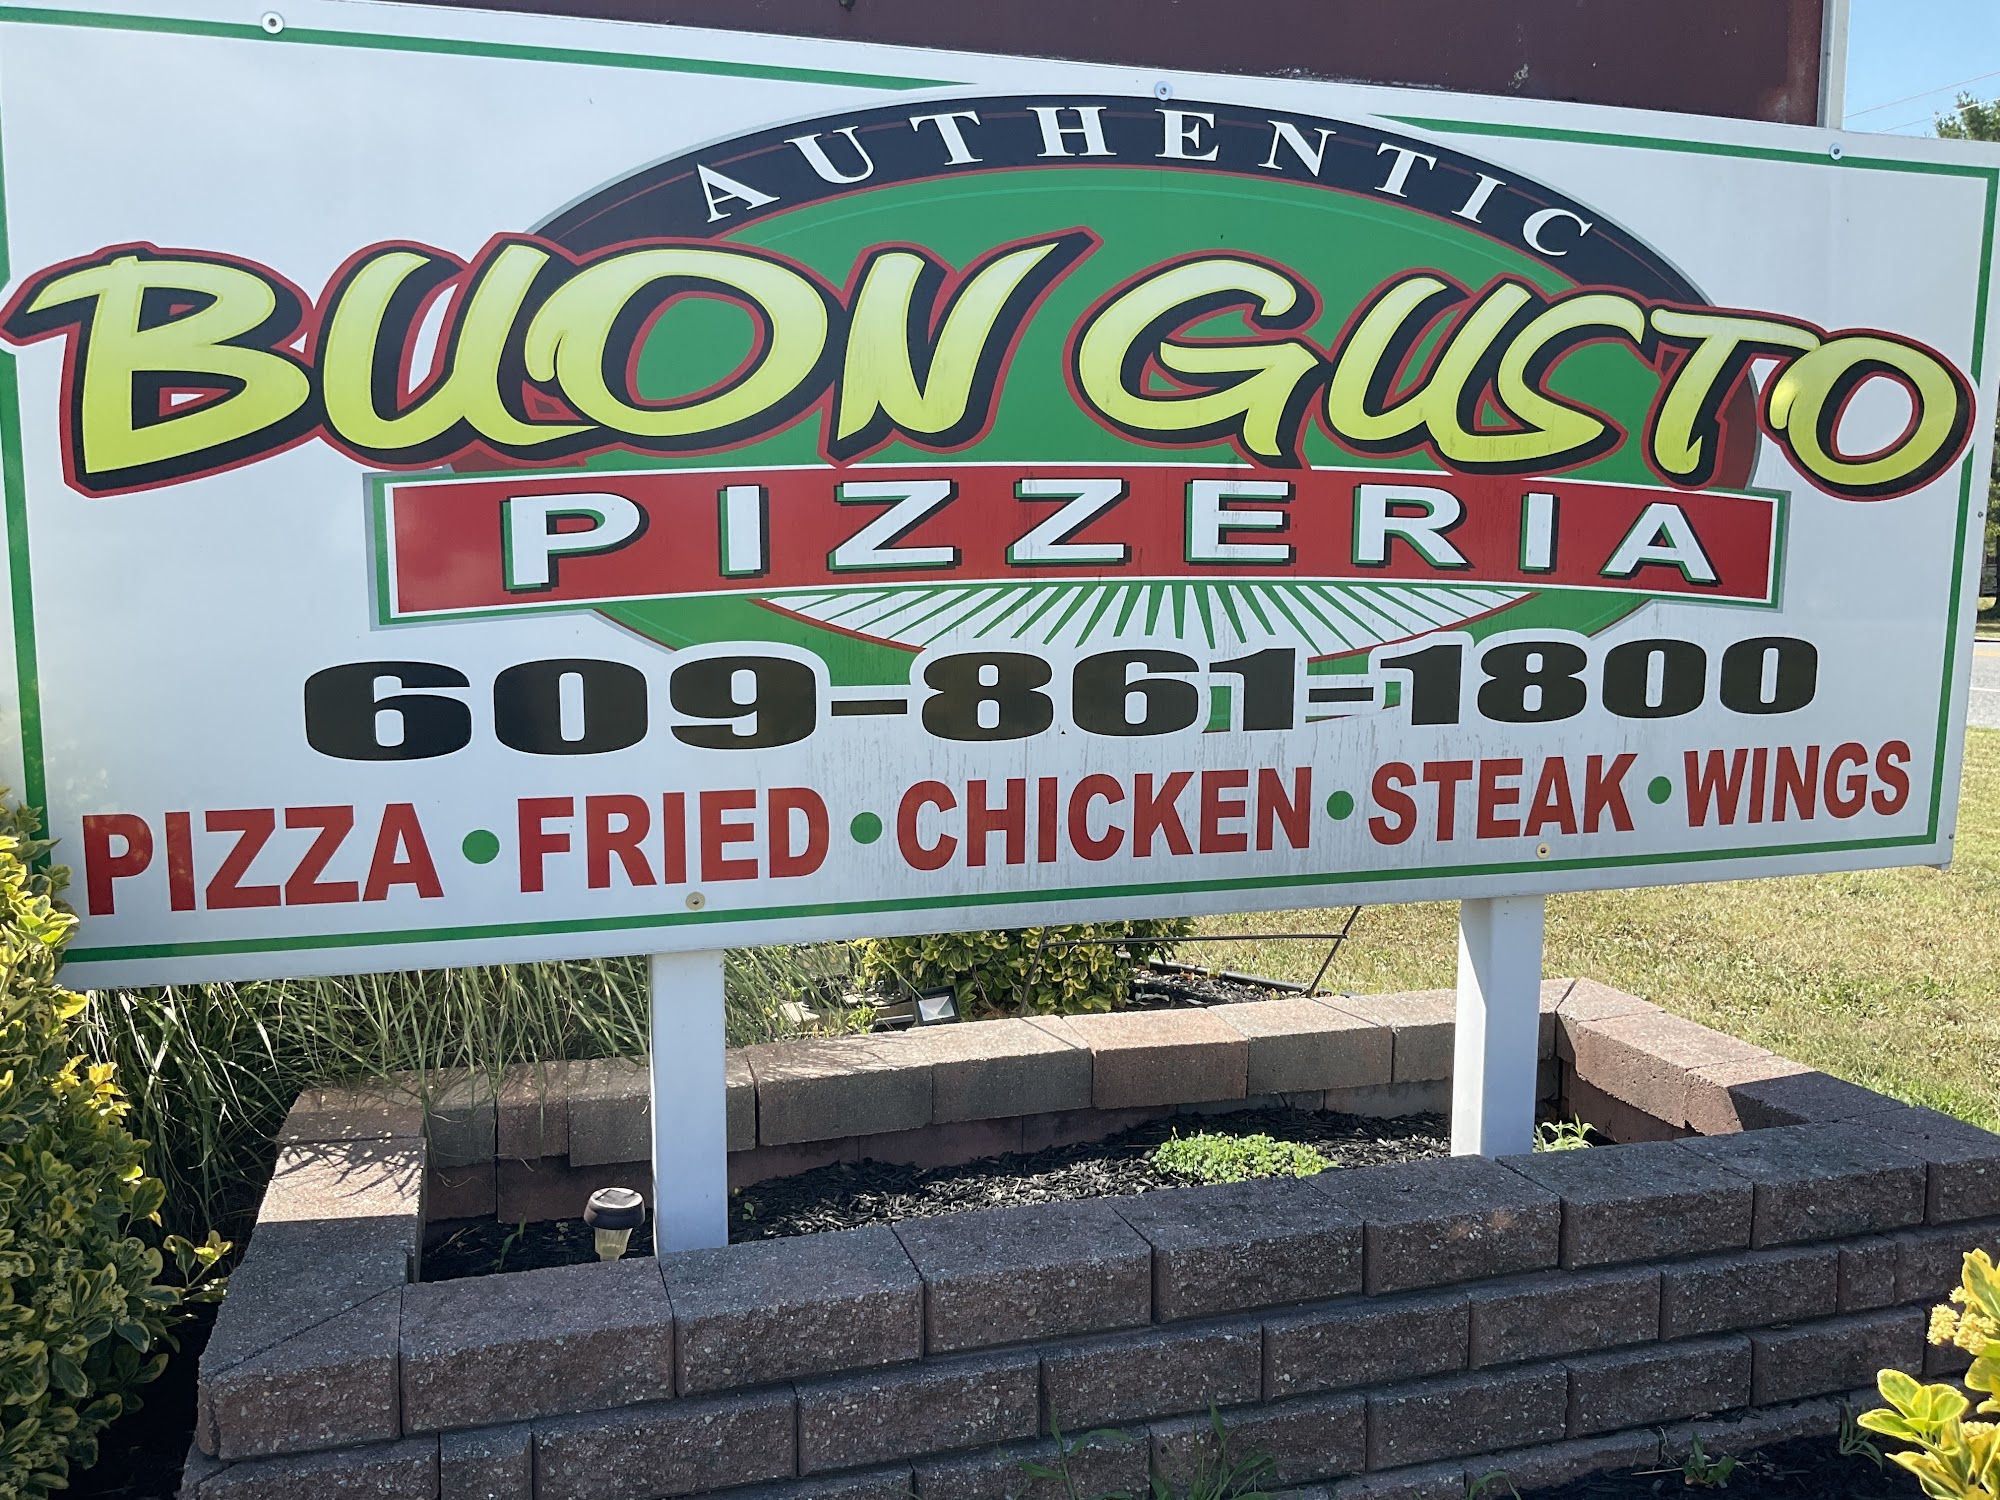 AUTHENTIC
BUON GUSTO
PIZZERIA
609-861-1800
PIZZA • FRIED • CHICKEN • STEAK • WINGS